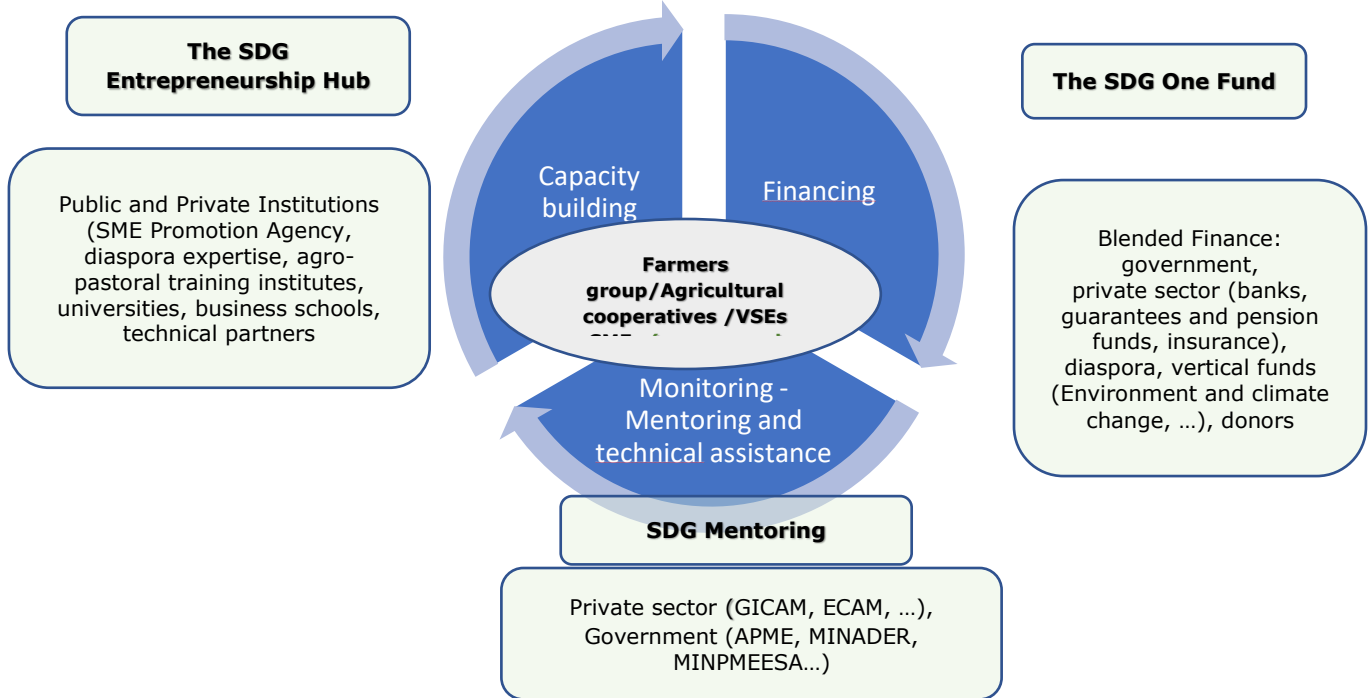 The SDG
Entrepreneurship Hub
Public and Private Institutions
(SME Promotion Agency,
diaspora expertise, agro-
pastoral training institutes,
universities, business schools,
technical partners
Capacity
building
Financing
Farmers
group/Agricultural
cooperatives /VSEs
The SDG One Fund
Blended Finance:
government,
private sector (banks,
guarantees and pension
funds, insurance),
diaspora, vertical funds
(Environment and climate
change, …), donors
Monitoring -
Mentoring and
technical assistance
SDG Mentoring
Private sector (GICAM, ECAM, …),
Government (APME, MINADER,
MINPMEESA…)